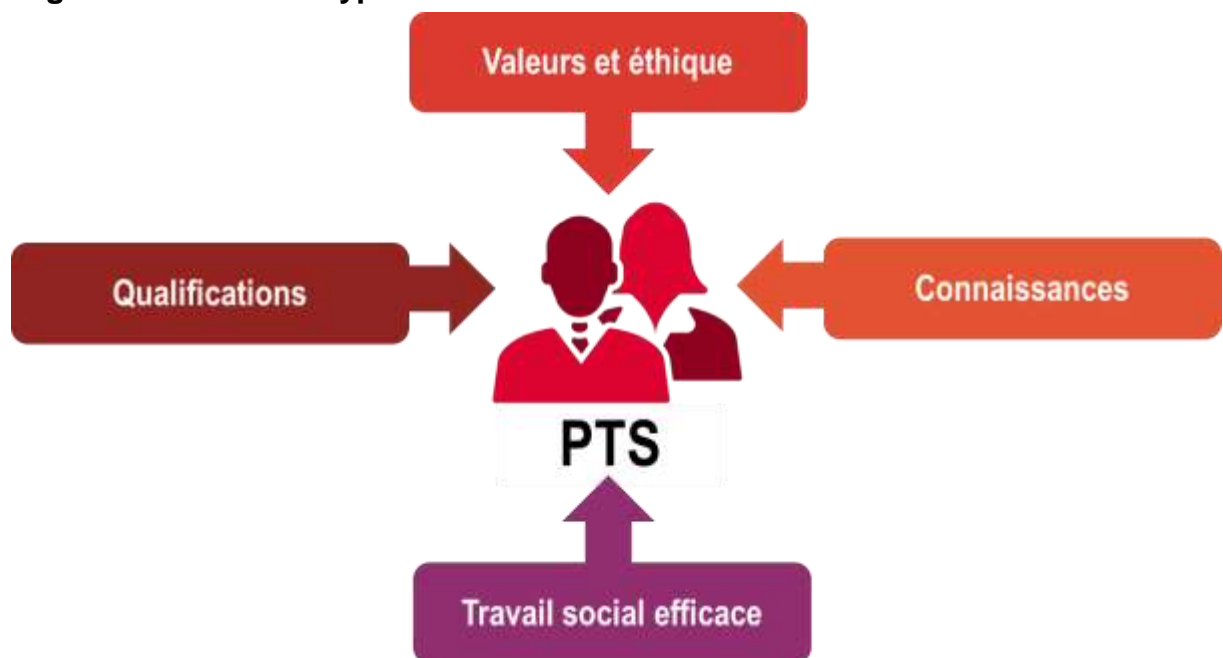 Valeurs et éthique
Qualifications
Connaissances
PTS
Travail social efficace